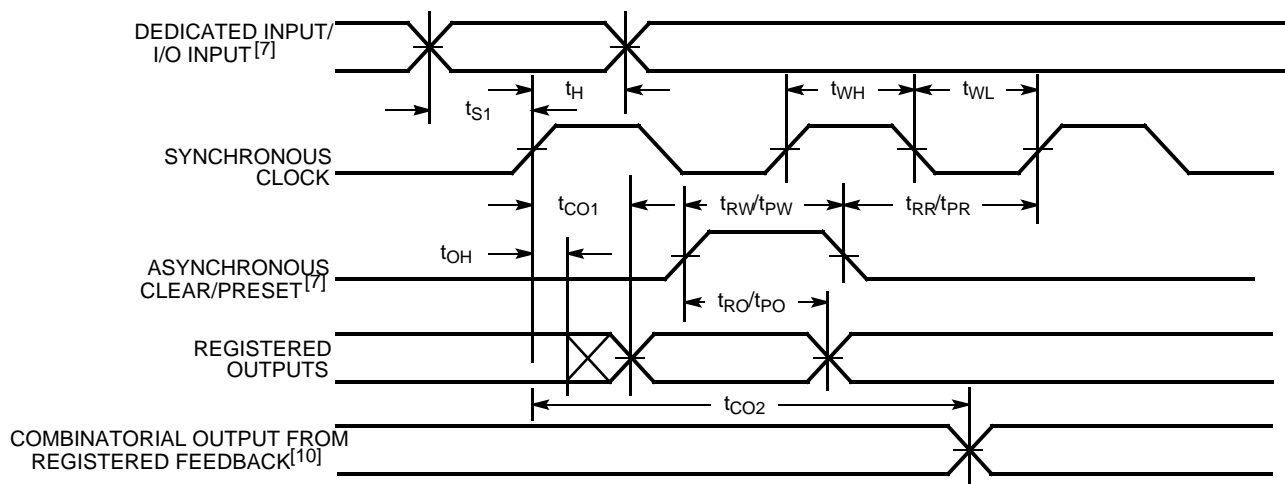 DEDICATED INPUT/
I/O INPUT[7]
tH
tWH
tWL
tS1
SYNCHRONOUS
CLOCK
tCO1
tRW/tPW
tRR/tPR
tOH
ASYNCHRONOUS
CLEAR/PRESET[7]
tRO/tPO
REGISTERED
OUTPUTS
tCO2
COMBINATORIAL OUTPUT FROM
REGISTERED FEEDBACK[10]